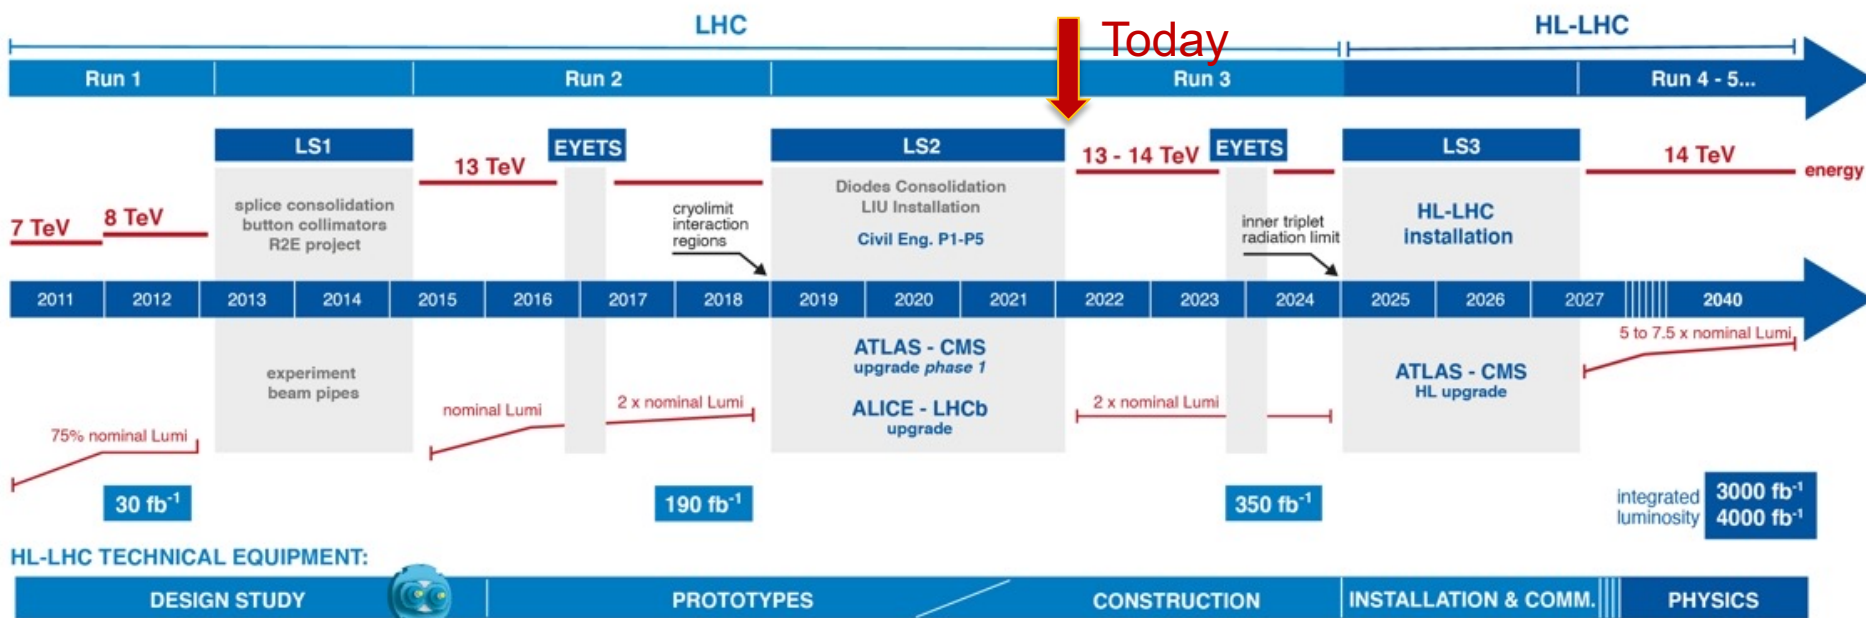 LHC
HL-LHC
Today
Run 1
Run 2
Run 3
Run 4 - 5...
LS1
EYETS
LS2
EYETS
LS3
7 TeV
8 TeV
13 TeV
13 - 14 TeV
14 TeV
energy
splice consolidation
button collimators
R2E project
cryolimit
interaction
regions
Diodes Consolidation
LIU Installation
Civil Eng. P1-P5
inner triplet
radiation limit
HL-LHC
installation
2011
2012
2013
2014
2015
2016
2017
2018
2019
2020
2021
2022
2023
2024
2025
2026
2027
2040
75% nominal Lumi
experiment
beam pipes
nominal Lumi
2 x nominal Lumi
ATLAS - CMS
upgrade phase 1
ALICE - LHCb
upgrade
2 x nominal Lumi
ATLAS - CMS
HL upgrade
5 to 7.5 x nominal Lumi
30 fb⁻¹
190 fb⁻¹
350 fb⁻¹
integrated
luminosity
3000 fb⁻¹
4000 fb⁻¹
HL-LHC TECHNICAL EQUIPMENT:
DESIGN STUDY
PROTOTYPES
CONSTRUCTION
INSTALLATION & COMM.
PHYSICS